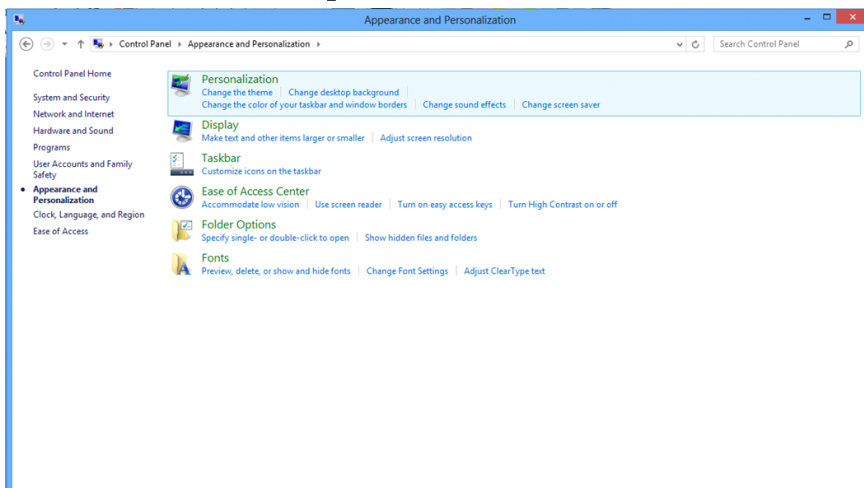 Appearance and Personalization
Control Panel Appearance and Personalization
Search Control Panel
Control Panel Home
System and Security
Network and Internet
Hardware and Sound
Programs
User Accounts and Family
Safety
Appearance and
Personalization
Clock, Language, and Region
Ease of Access
Personalization
Change the theme Change desktop background
Change the color of your taskbar and window borders Change sound effects Change screen saver
Display
Make text and other items larger or smaller Adjust screen resolution
Taskbar
Customize icons on the taskbar
Ease of Access Center
Accommodate low vision Use screen reader Turn on easy access keys Turn High Contrast on or off
Folder Options
Specify single- or double-click to open Show hidden files and folders
Fonts
Preview, delete, or show and hide fonts Change Font Settings Adjust ClearType text